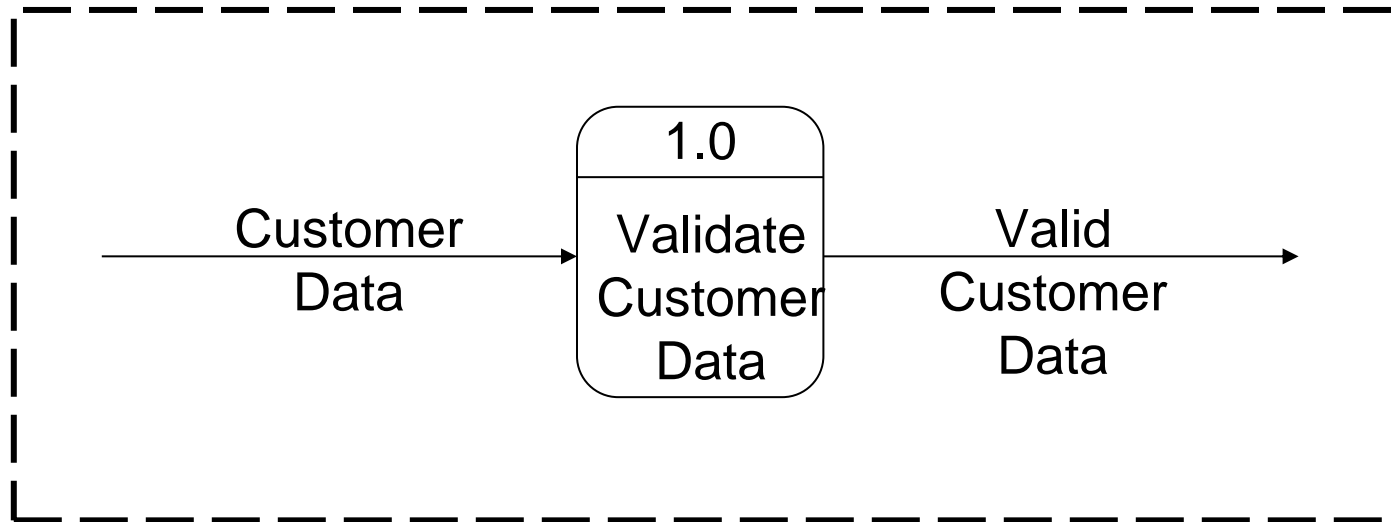 1.0
Customer
Data
Validate
Customer
Data
Valid
Customer
Data